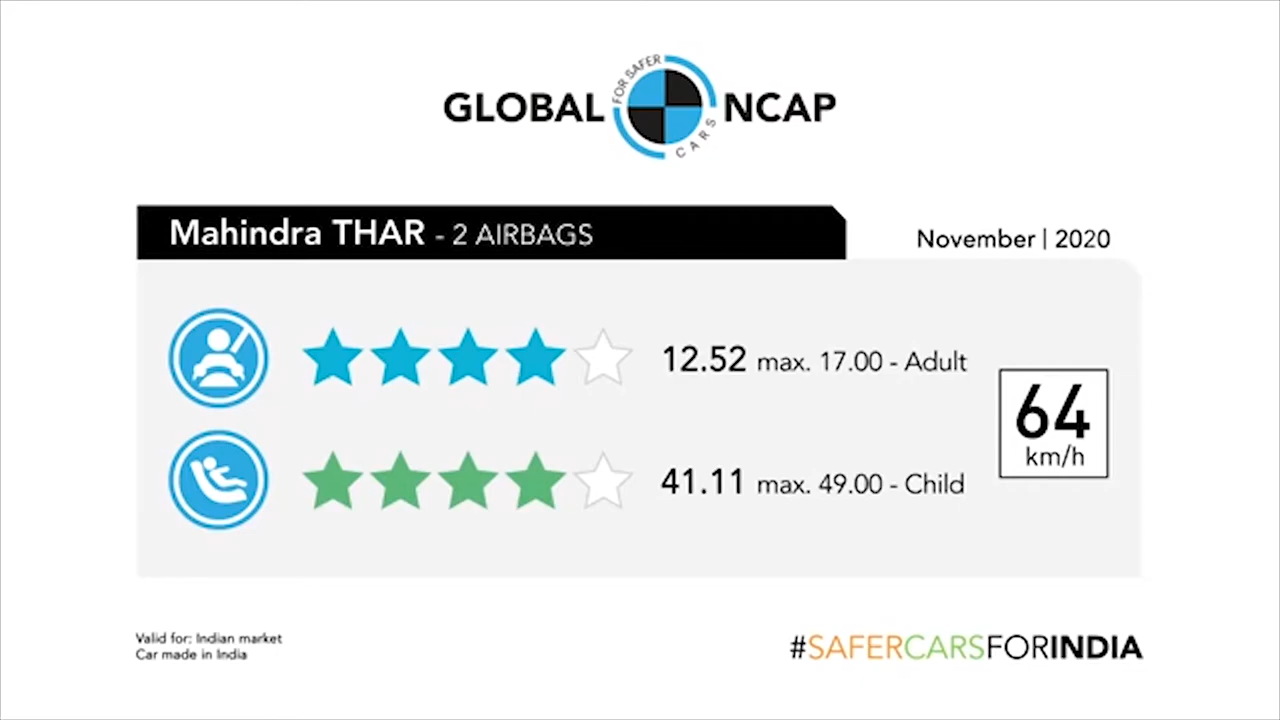 GLOBAL NCAP
FOR SAFER
CARS
Mahindra THAR - 2 AIRBAGS
November | 2020
12.52 max. 17.00 - Adult
41.11 max. 49.00 - Child
64
km/h
Valid for: Indian market
Car made in India
#SAFERCARSFORINDIA